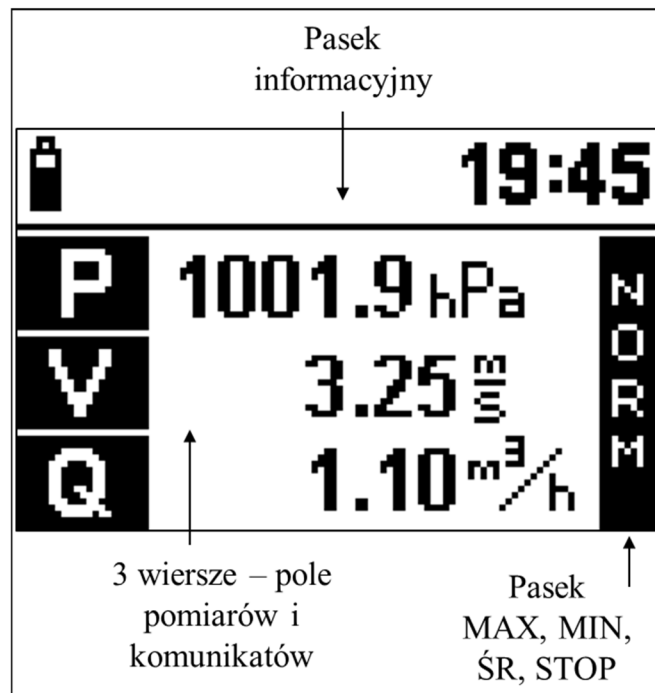 Pasek
informacyjny
19:45
P 1001.9 hPa
V 3.25 m/s
Q 1.10 m³/h
NORM
3 wiersze – pole
pomiarów i
komunikatów
Pasek
MAX, MIN,
ŚR, STOP